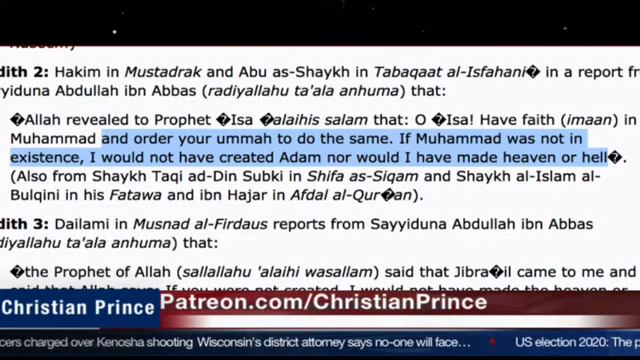 dith 2: Hakim in Mustadrak and Abu as-Shaykh in Tabaqaat al-Isfahani� in a report fro
yiduna Abdullah ibn Abbas (radiyallahu ta'ala anhuma) that:
�Allah revealed to Prophet �Isa �alaihis salam that: O �Isa! Have faith (imaan) in
Muhammad and order your ummah to do the same. If Muhammad was not in
existence, I would not have created Adam nor would I have made heaven or hell�.
(Also from Shaykh Taqi ad-Din Subki in Shifa as-Siqam and Shaykh al-Islam al-
Bulqini in his Fatawa and ibn Hajar in Afdal al-Qur�an).
dith 3: Dailami in Musnad al-Firdaus reports from Sayyiduna Abdullah ibn Abbas
diyallahu ta'ala anhuma) that:
�the Prophet of Allah (sallallahu 'alaihi wasallam) said that Jibra�il came to me and
Christian Prince
Patreon.com/ChristianPrince
cers charged over Kenosha shooting Wisconsin's district attorney says no-one will face... • US election 2020: The p